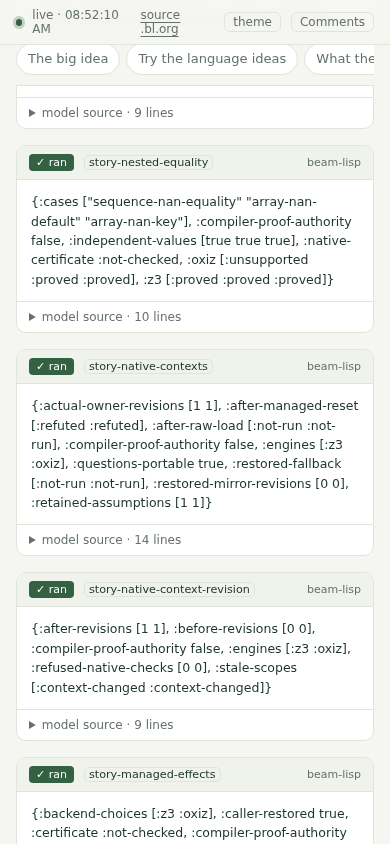 live · 08:52:10 AM
source .bl.org
theme
Comments
The big idea
Try the language ideas
What the
▶ model source · 9 lines
✓ ran
story-nested-equality
beam-lisp
{:cases ["sequence-nan-equality" "array-nan-
default" "array-nan-key"], :compiler-proof-authority
false, :independent-values [true true true], :native-
certificate :not-checked, :oxiz [:unsupported
:proved :proved], :z3 [:proved :proved :proved]}
▶ model source · 10 lines
✓ ran
story-native-contexts
beam-lisp
{:actual-owner-revisions [1 1], :after-managed-reset
[:refuted :refuted], :after-raw-load [:not-run :not-
run], :compiler-proof-authority false, :engines [:z3
:oxiz], :questions-portable true, :restored-fallback
[:not-run :not-run], :restored-mirror-revisions [0 0],
:retained-assumptions [1 1]}
▶ model source · 14 lines
✓ ran
story-native-context-revision
beam-lisp
{:after-revisions [1 1], :before-revisions [0 0],
:compiler-proof-authority false, :engines [:z3 :oxiz],
:refused-native-checks [0 0], :stale-scopes
[:context-changed :context-changed]}
▶ model source · 9 lines
✓ ran
story-managed-effects
beam-lisp
{:backend-choices [:z3 :oxiz], :caller-restored true,
:certificate :not-checked, :compiler-proof-authority